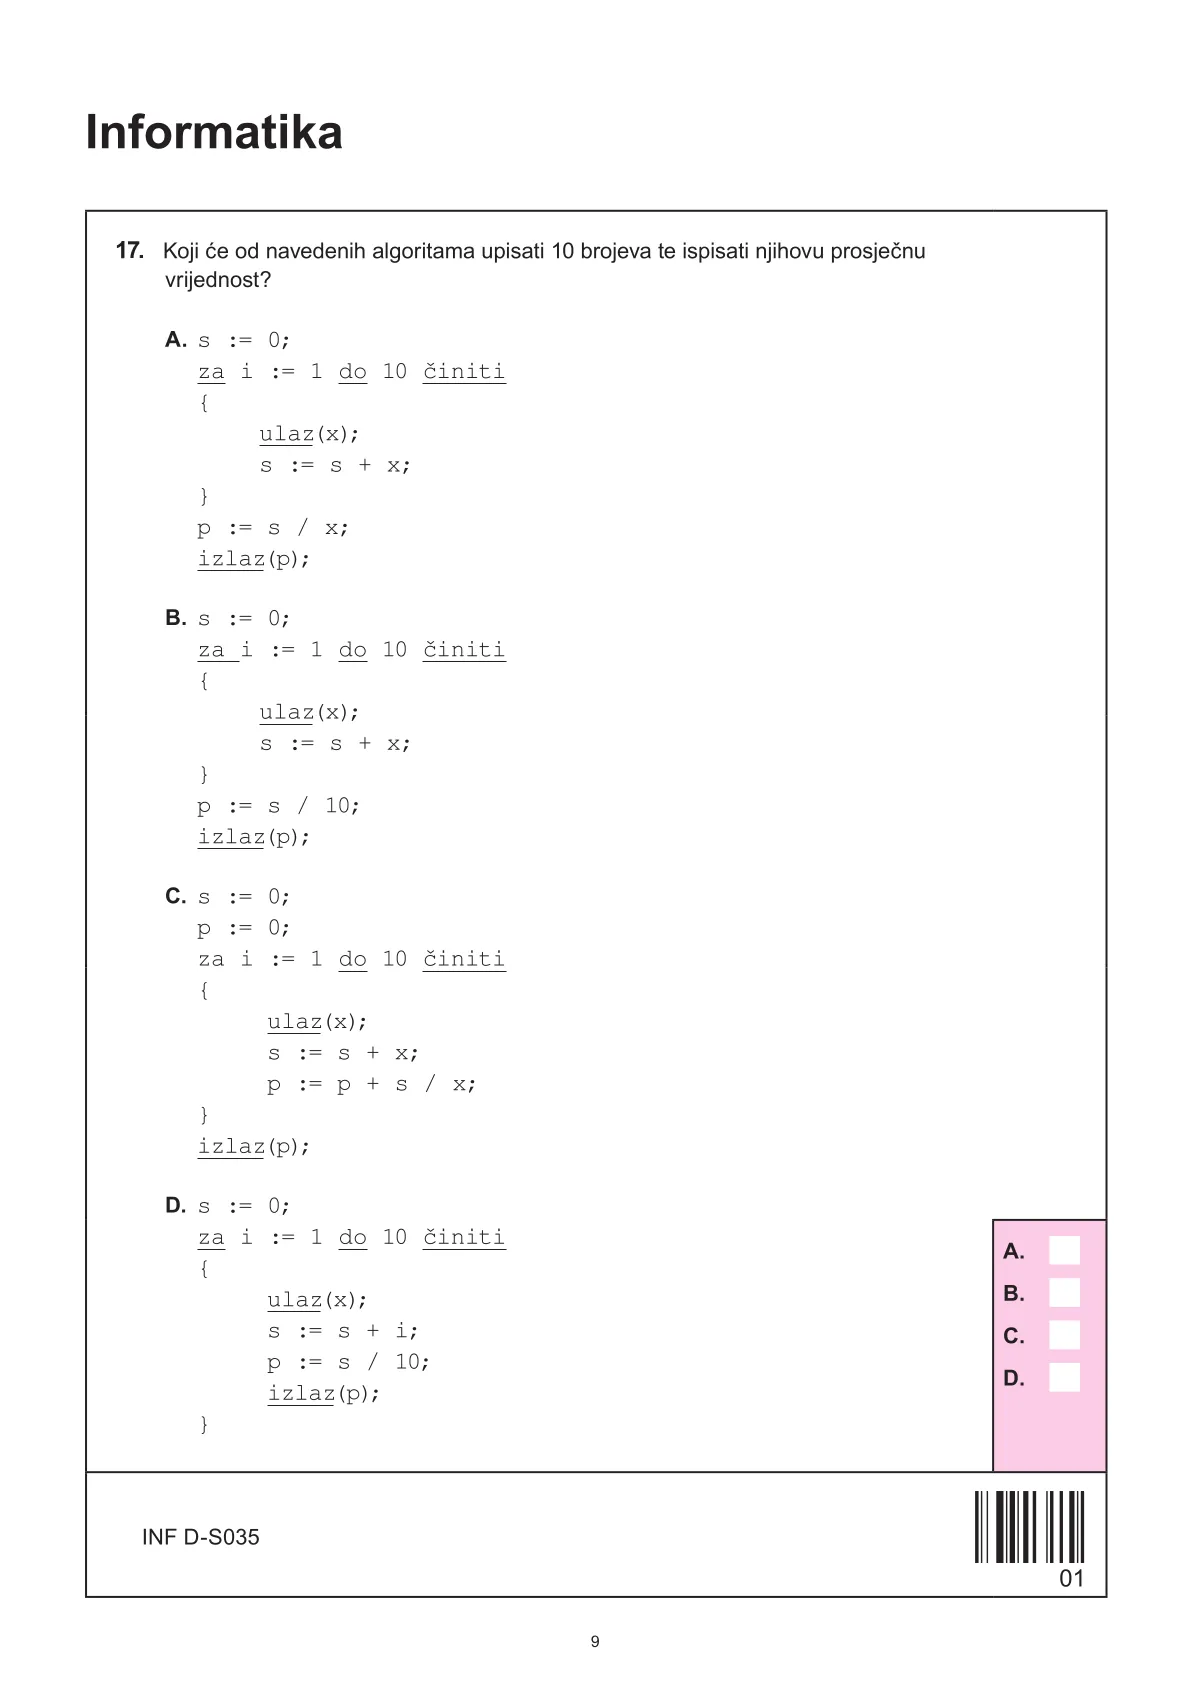 Informatika
17. Koji će od navedenih algoritama upisati 10 brojeva te ispisati njihovu prosječnu
vrijednost?
A. s := 0;
za i := 1 do 10 činiti
{
ulaz(x);
s := s + x;
}
p := s / x;
izlaz(p);
B. s := 0;
za i := 1 do 10 činiti
{
ulaz(x);
s := s + x;
}
p := s / 10;
izlaz(p);
C. s := 0;
p := 0;
za i := 1 do 10 činiti
{
ulaz(x);
s := s + x;
p := p + s / x;
}
izlaz(p);
D. s := 0;
za i := 1 do 10 činiti
{
ulaz(x);
s := s + i;
p := s / 10;
izlaz(p);
}
A.
B.
C.
D.
INF D-S035
01
9